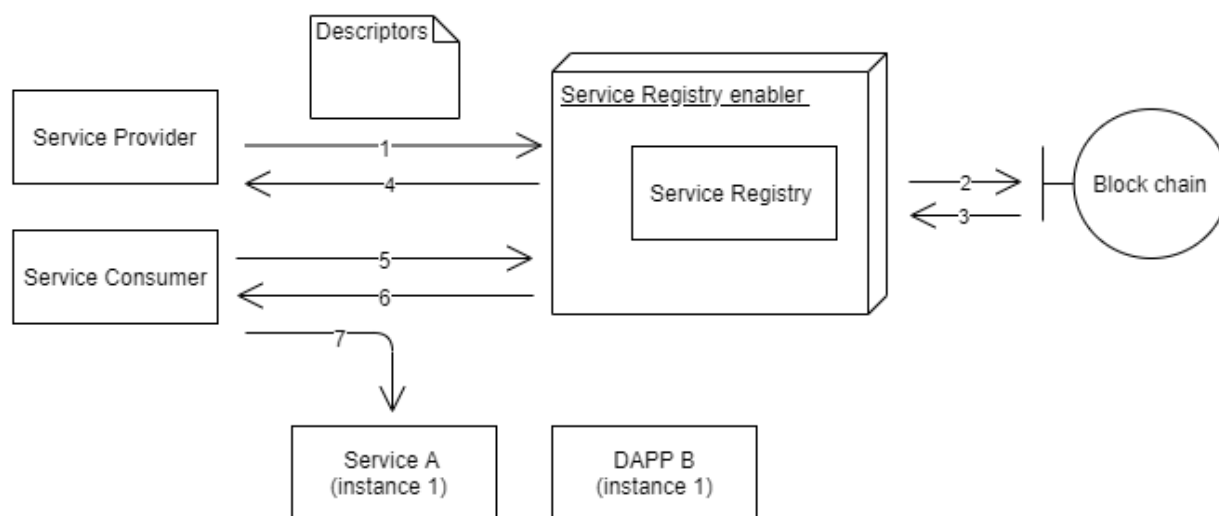 Descriptors
Service Registry enabler
Service Provider
1
4
Service Registry
2
3
Block chain
Service Consumer
5
6
7
Service A
(instance 1)
DAPP B
(instance 1)